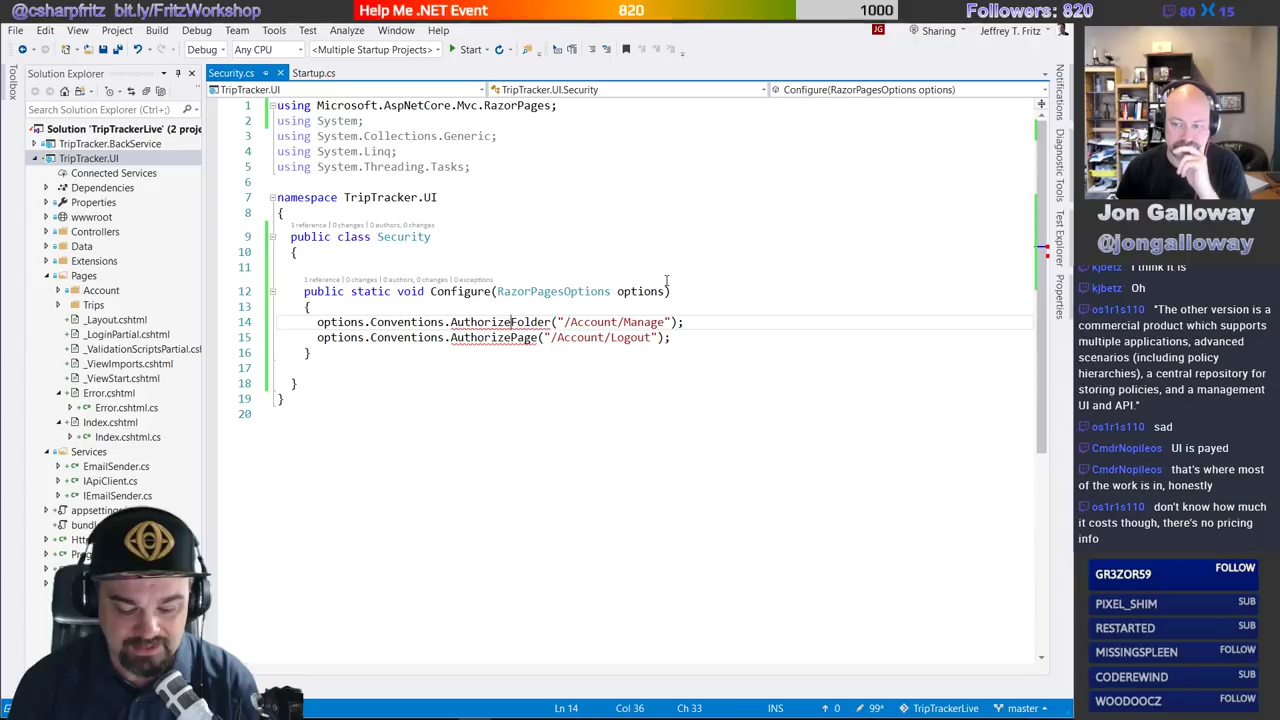 @csharpfritz bit.ly/FritzWorkshop
Help Me .NET Event 820 1000
Followers: 820
80 15
File Edit View Project Build Debug Team Tools Test Analyze Window Help
Jeffrey T. Fritz JG
Debug Any CPU <Multiple Startup Projects> Start
Sharing
Toolbox
Solution Explorer
Search Solution Explorer (Ctrl+;)
Solution 'TripTrackerLive' (2 proje
TripTracker.BackService
TripTracker.UI
Connected Services
Dependencies
Properties
wwwroot
Controllers
Data
Extensions
Pages
Account
Trips
_Layout.cshtml
_LoginPartial.cshtml
_ValidationScriptsPartial.cs
_ViewImports.cshtml
_ViewStart.cshtml
Error.cshtml
Error.cshtml.cs
Index.cshtml
Index.cshtml.cs
Services
EmailSender.cs
IApiClient.cs
IEmailSender.cs
appsetting
bund
Security.cs Startup.cs
TripTracker.UI TripTracker.UI.Security Configure(RazorPagesOptions options)
1 using Microsoft.AspNetCore.Mvc.RazorPages;
2 using System;
3 using System.Collections.Generic;
4 using System.Linq;
5 using System.Threading.Tasks;
6
7 namespace TripTracker.UI
8 {
1 reference | 0 changes | 0 authors, 0 changes
9 public class Security
10 {
11
1 reference | 0 changes | 0 authors, 0 changes | 0 exceptions
12 public static void Configure(RazorPagesOptions options)
13 {
14 options.Conventions.AuthorizeFolder("/Account/Manage");
15 options.Conventions.AuthorizePage("/Account/Logout");
16 }
17
18 }
19 }
20
Notifications
Diagnostic Tools
Test Explorer
Properties
Ln 14 Col 36 Ch 33 INS 0 99* TripTrackerLive master
Jon Galloway
@jongalloway
kjbetz I think it is
kjbetz Oh
os1r1s110 "The other version is a
commercial product which supports
multiple applications, advanced
scenarios (including policy
hierarchies), a central repository for
storing policies, and a management
UI and API."
os1r1s110 sad
CmdrNopileos UI is payed
CmdrNopileos that's where most
of the work is in, honestly
os1r1s110 don't know how much
it costs though, there's no pricing
info
GR3ZOR59 FOLLOW
PIXEL_SHIM SUB
RESTARTED SUB
MISSINGSPLEEN FOLLOW
CODEREWIND SUB
WOODOOCZ FOLLOW